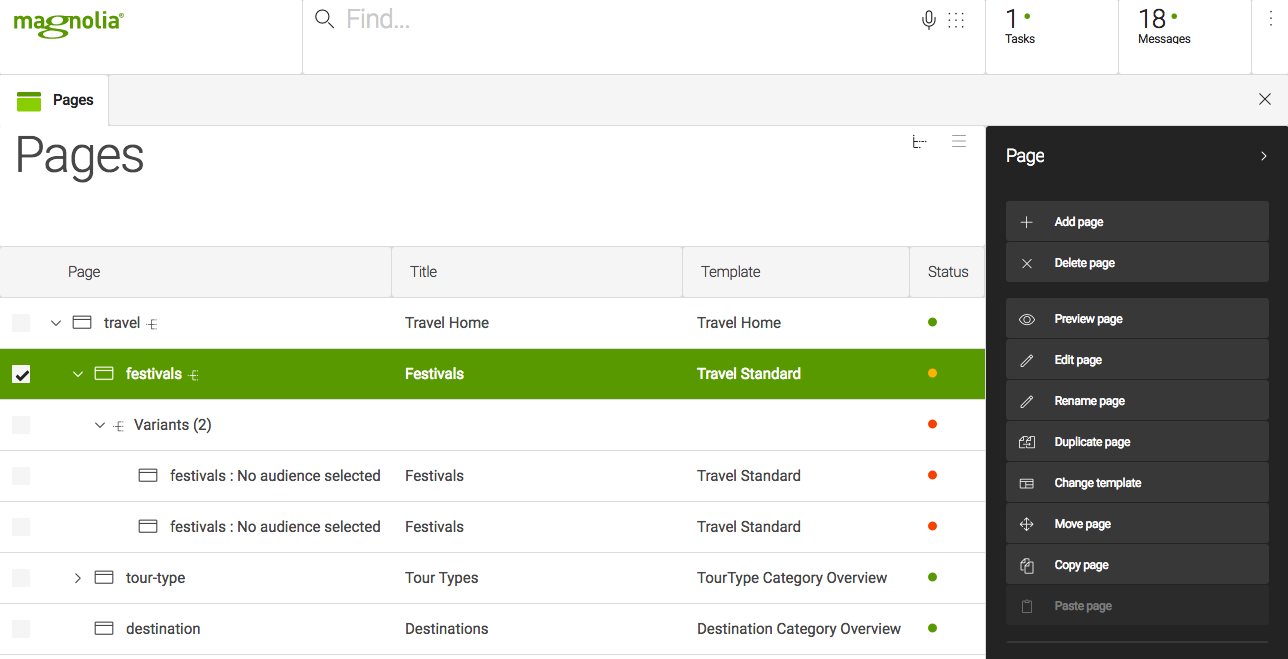 magnolia®
Find...
1
Tasks
18
Messages
Pages
Pages
Page Title Template Status
travel Travel Home Travel Home
festivals Festivals Travel Standard
Variants (2)
festivals : No audience selected Festivals Travel Standard
festivals : No audience selected Festivals Travel Standard
tour-type Tour Types TourType Category Overview
destination Destinations Destination Category Overview
Page
Add page
Delete page
Preview page
Edit page
Rename page
Duplicate page
Change template
Move page
Copy page
Paste page